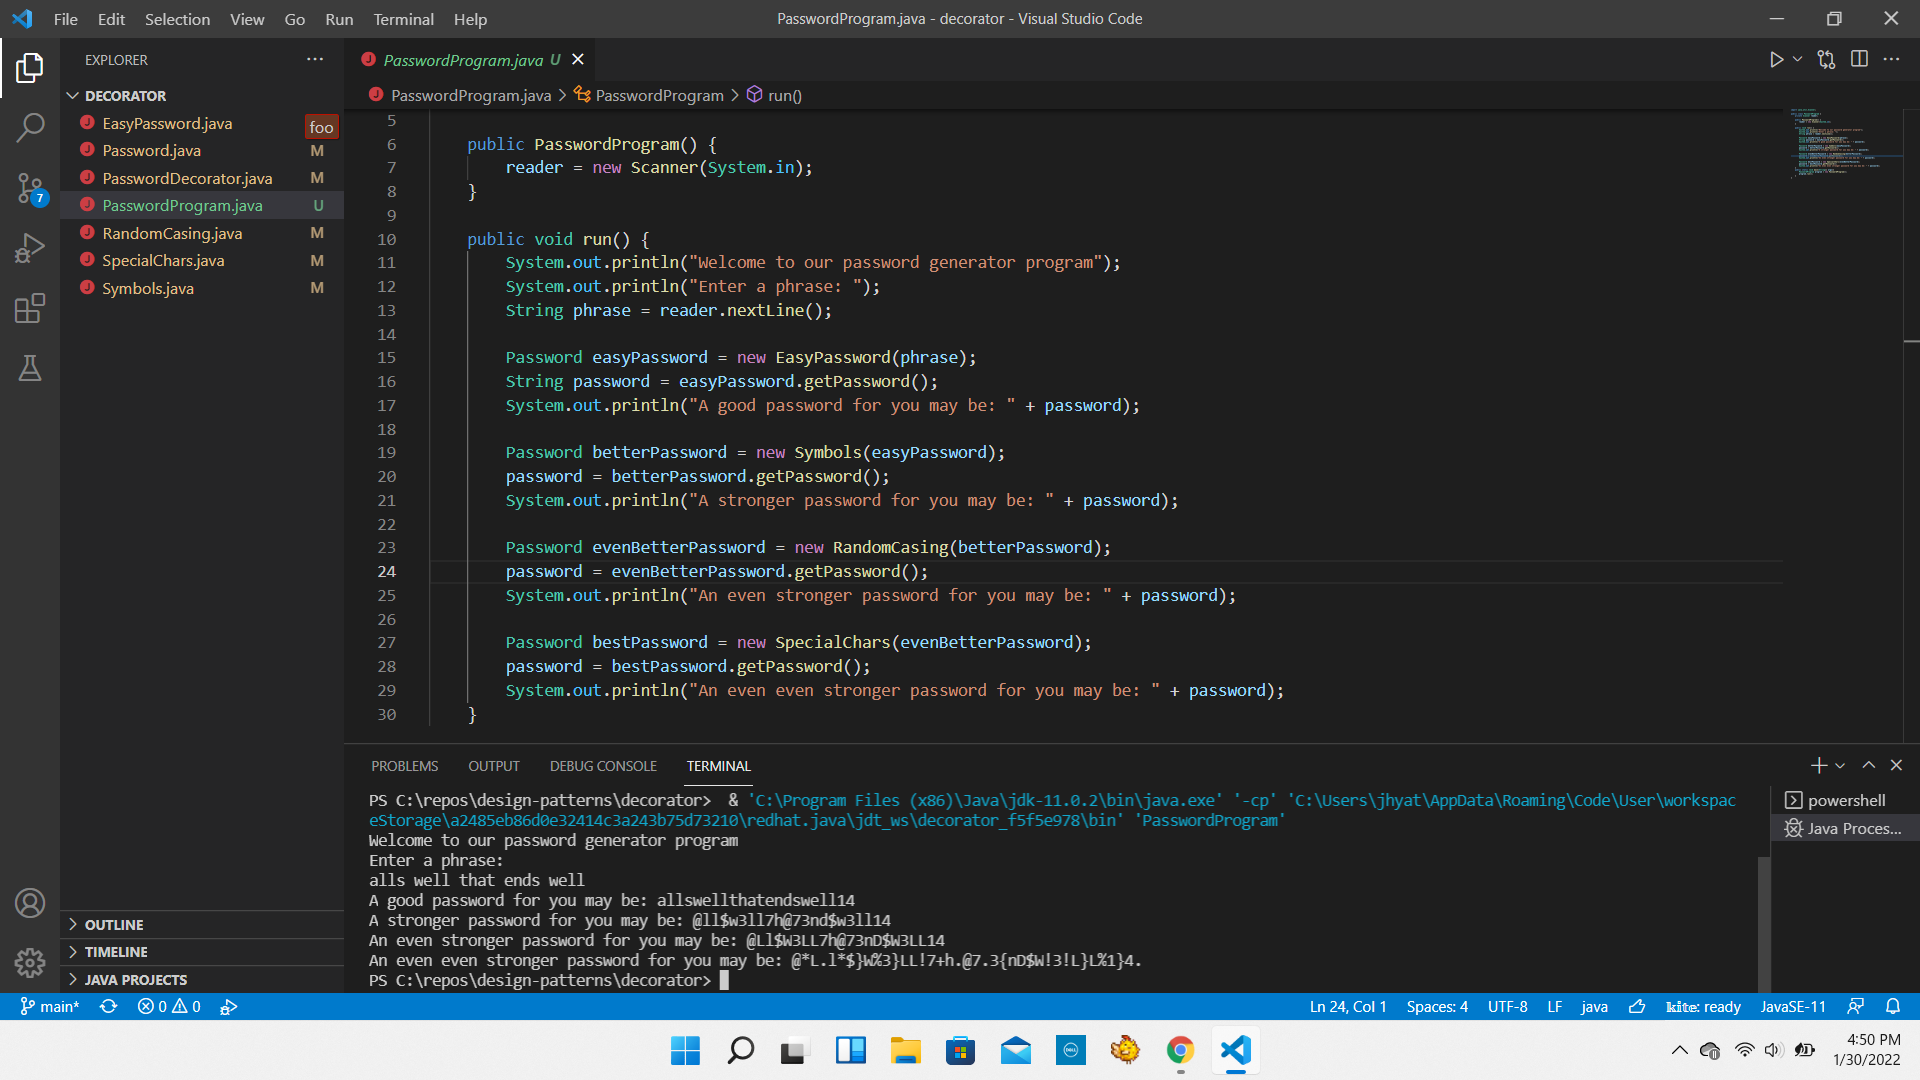 File Edit Selection View Go Run Terminal Help
PasswordProgram.java - decorator - Visual Studio Code
EXPLORER
DECORATOR
EasyPassword.java foo
Password.java M
PasswordDecorator.java M
PasswordProgram.java U
RandomCasing.java M
SpecialChars.java M
Symbols.java M
7
OUTLINE
TIMELINE
JAVA PROJECTS
PasswordProgram.java U
PasswordProgram.java > PasswordProgram > run()
5
6 public PasswordProgram() {
7 reader = new Scanner(System.in);
8 }
9
10 public void run() {
11 System.out.println("Welcome to our password generator program");
12 System.out.println("Enter a phrase: ");
13 String phrase = reader.nextLine();
14
15 Password easyPassword = new EasyPassword(phrase);
16 String password = easyPassword.getPassword();
17 System.out.println("A good password for you may be: " + password);
18
19 Password betterPassword = new Symbols(easyPassword);
20 password = betterPassword.getPassword();
21 System.out.println("A stronger password for you may be: " + password);
22
23 Password evenBetterPassword = new RandomCasing(betterPassword);
24 password = evenBetterPassword.getPassword();
25 System.out.println("An even stronger password for you may be: " + password);
26
27 Password bestPassword = new SpecialChars(evenBetterPassword);
28 password = bestPassword.getPassword();
29 System.out.println("An even even stronger password for you may be: " + password);
30 }
PROBLEMS OUTPUT DEBUG CONSOLE TERMINAL
PS C:\repos\design-patterns\decorator>  & 'C:\Program Files (x86)\Java\jdk-11.0.2\bin\java.exe' '-cp' 'C:\Users\jhyat\AppData\Roaming\Code\User\workspac
eStorage\a2485eb86d0e32414c3a243b75d73210\redhat.java\jdt_ws\decorator_f5f5e978\bin' 'PasswordProgram'
Welcome to our password generator program
Enter a phrase:
alls well that ends well
A good password for you may be: allswellthatendswell14
A stronger password for you may be: @ll$w3ll7h@73nd$w3ll14
An even stronger password for you may be: @Ll$W3LL7h@73nD$W3LL14
An even even stronger password for you may be: @*L.l*$}W%3}LL!7+h.@7.3{nD$W!3!L}L%1}4.
PS C:\repos\design-patterns\decorator>
powershell
Java Proces...
main* 0 0
Ln 24, Col 1 Spaces: 4 UTF-8 LF java kite: ready JavaSE-11
DELL
4:50 PM
1/30/2022